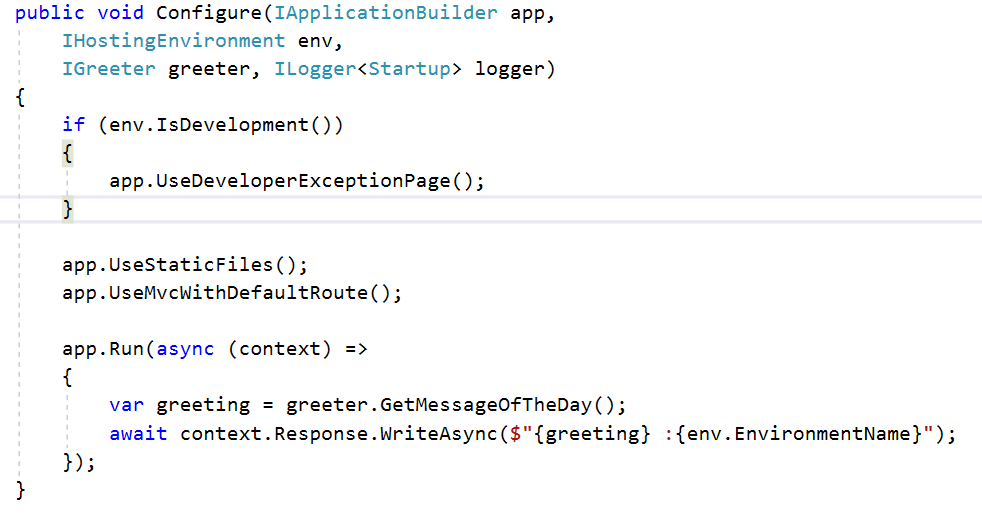 public void Configure(IApplicationBuilder app,
    IHostingEnvironment env,
    IGreeter greeter, ILogger<Startup> logger)
{
    if (env.IsDevelopment())
    {
        app.UseDeveloperExceptionPage();
    }

    app.UseStaticFiles();
    app.UseMvcWithDefaultRoute();

    app.Run(async (context) =>
    {
        var greeting = greeter.GetMessageOfTheDay();
        await context.Response.WriteAsync($"{greeting} :{env.EnvironmentName}");
    });
}